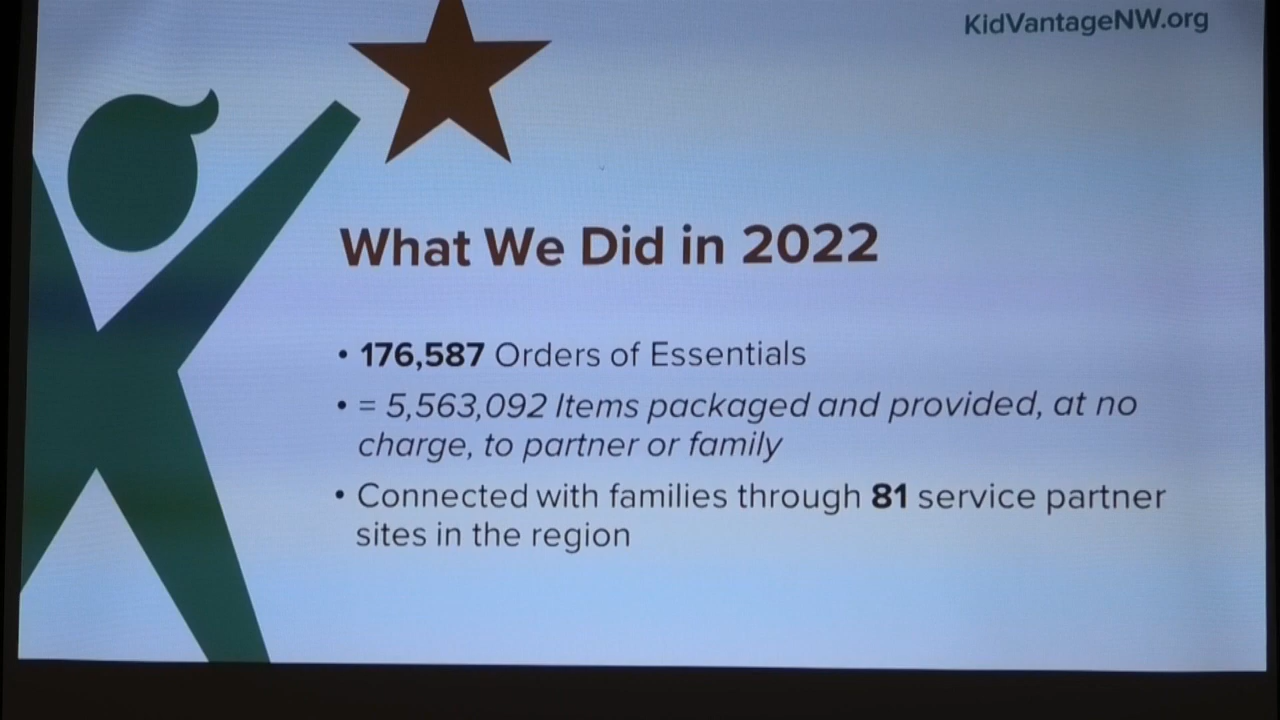 KidVantageNW.org
What We Did in 2022
• 176,587 Orders of Essentials
• = 5,563,092 Items packaged and provided, at no
charge, to partner or family
• Connected with families through 81 service partner
sites in the region